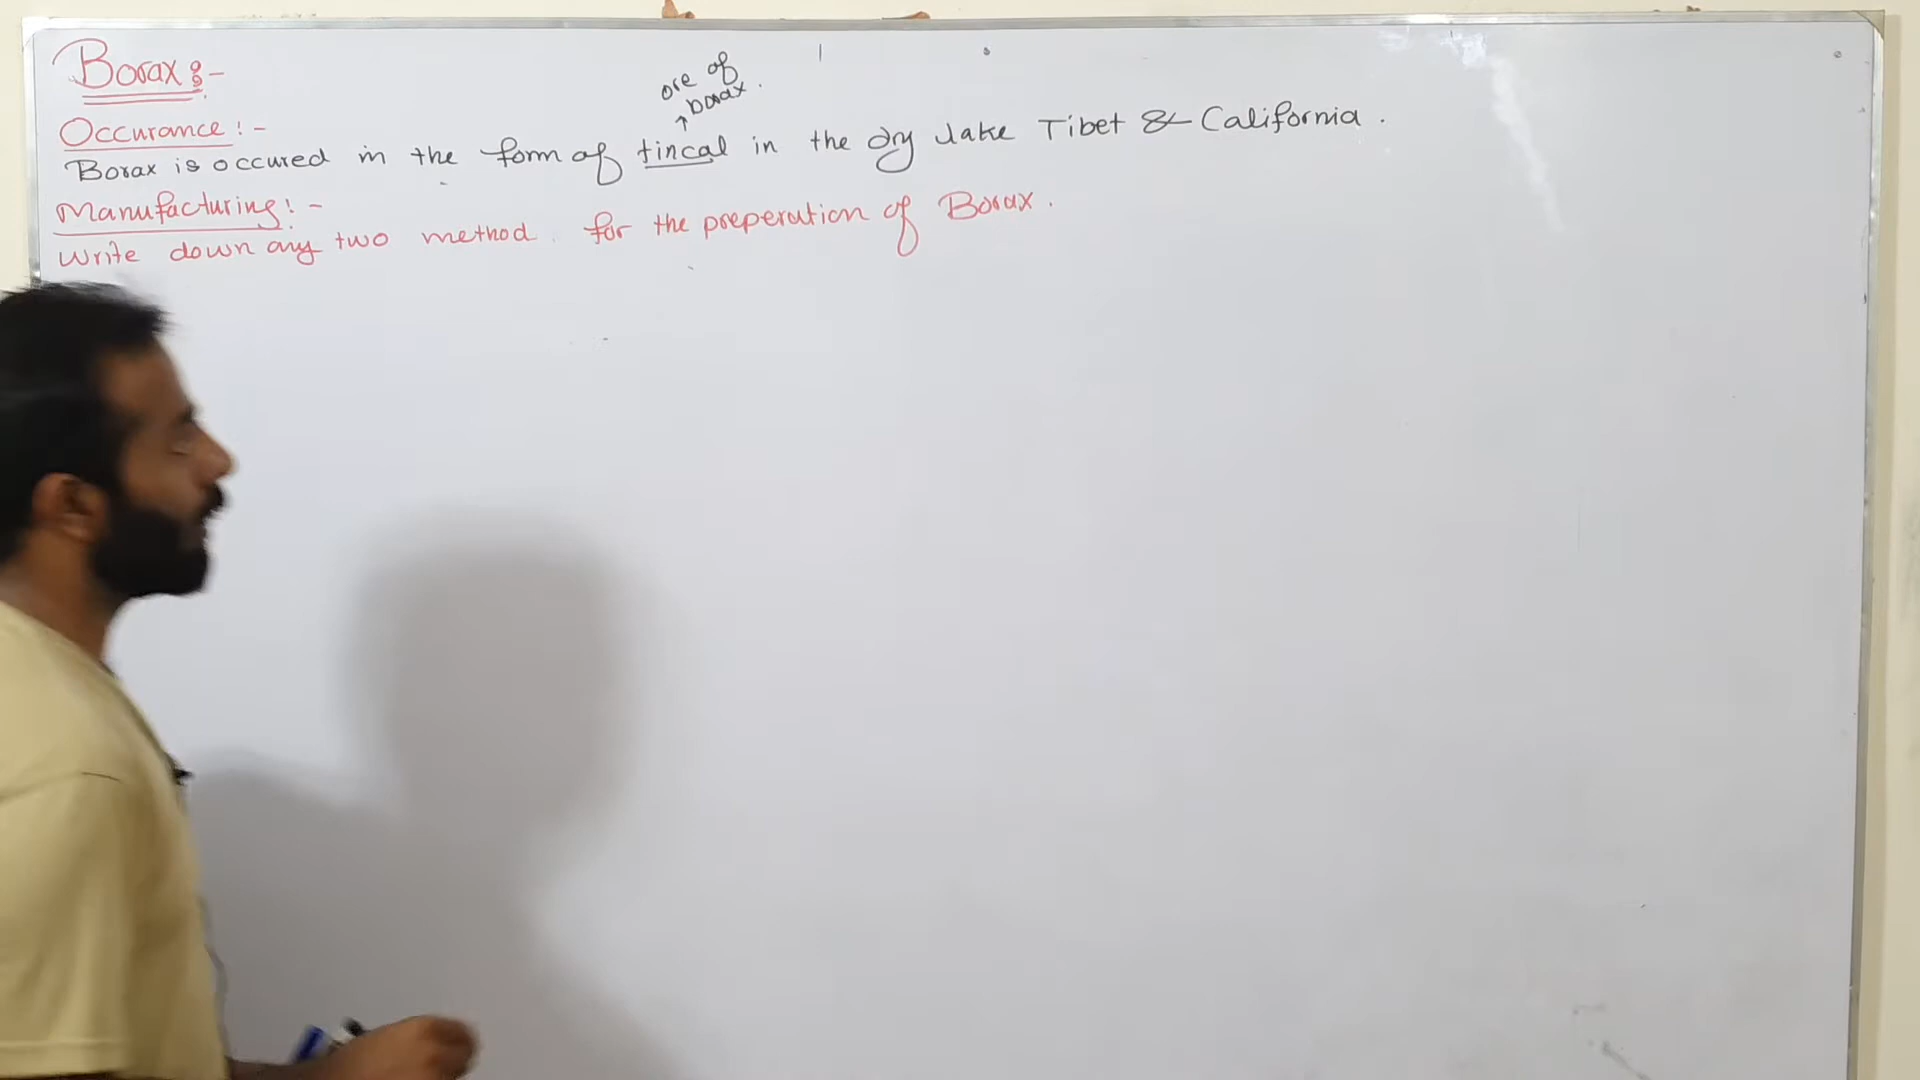 Borax :-
ore of
borax.
Occurance :-
Borax is occured in the form of tincal in the dry lake Tibet & California.
Manufacturing :-
Write down any two method for the preperation of Borax.